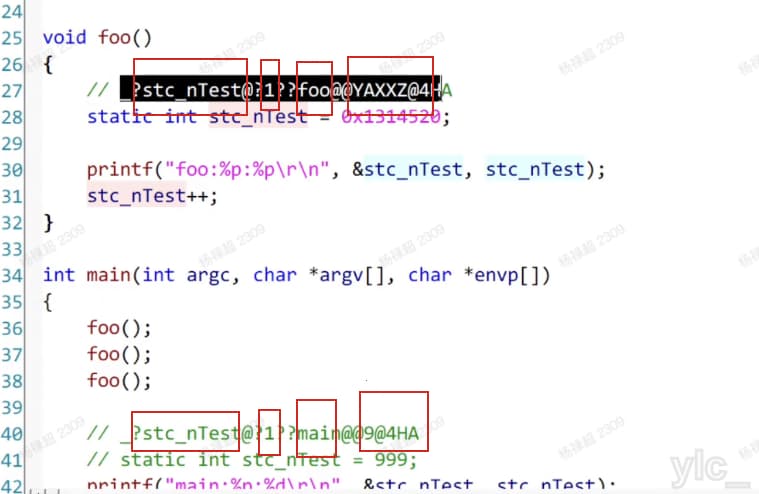 24
25 void foo()
26 {
27 // _?stc_nTest@?1??foo@@YAXXZ@4HA
28 static int stc_nTest = 0x1314520;
29
30 printf("foo:%p:%p\r\n", &stc_nTest, stc_nTest);
31 stc_nTest++;
32 }
33
34 int main(int argc, char *argv[], char *envp[])
35 {
36 foo();
37 foo();
38 foo();
39
40 // _?stc_nTest@?1??main@@9@4HA
41 // static int stc_nTest = 999;
42 printf("main:%p:%d\r\n", &stc_nTest, stc_nTest);
杨禄超 2309
ylc_